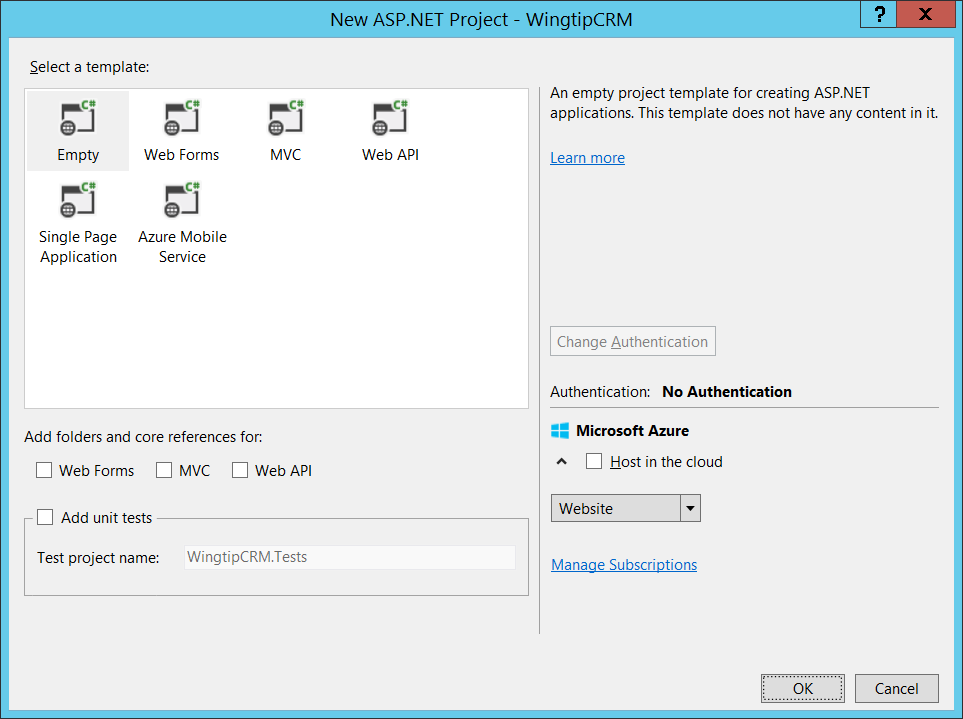 New ASP.NET Project - WingtipCRM
? X
Select a template:
C# C# C# C#
Empty Web Forms MVC Web API
C# C#
Single Page Azure Mobile
Application Service
An empty project template for creating ASP.NET
applications. This template does not have any content in it.
Learn more
Change Authentication
Authentication: No Authentication
Microsoft Azure
Host in the cloud
Website
Manage Subscriptions
Add folders and core references for:
Web Forms MVC Web API
Add unit tests
Test project name: WingtipCRM.Tests
OK Cancel